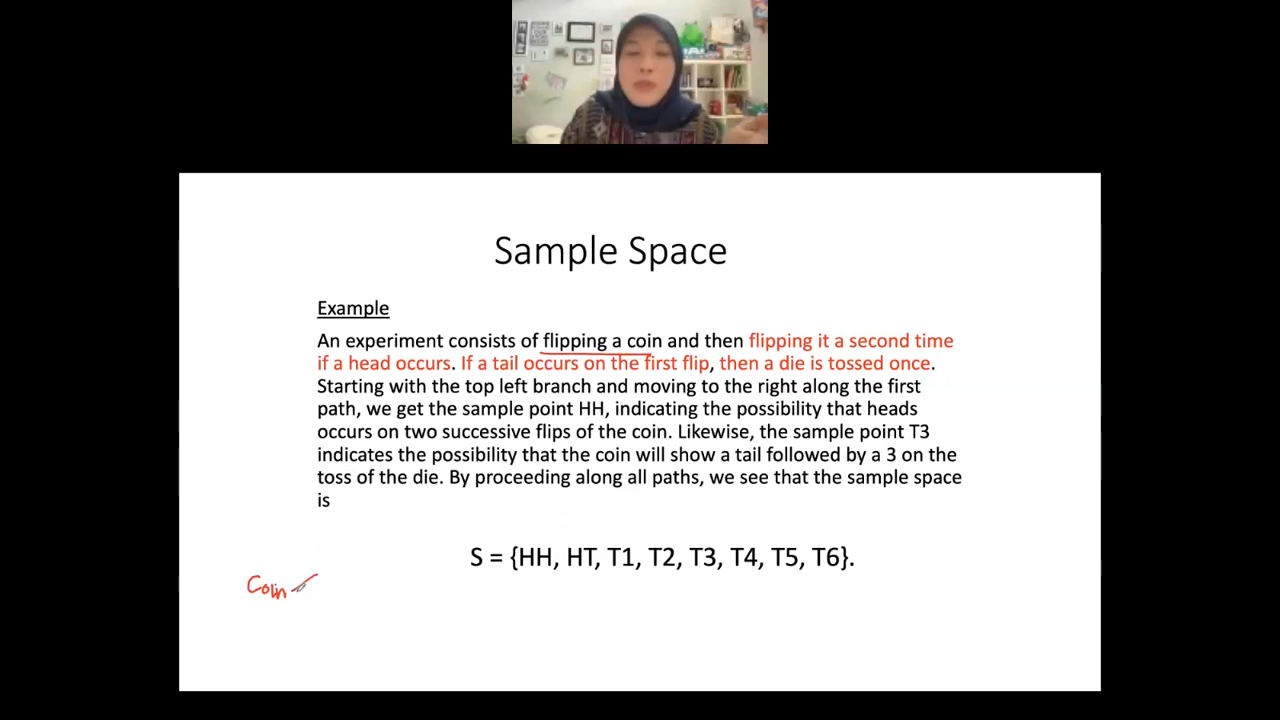 Sample Space
Example
An experiment consists of flipping a coin and then flipping it a second time
if a head occurs. If a tail occurs on the first flip, then a die is tossed once.
Starting with the top left branch and moving to the right along the first
path, we get the sample point HH, indicating the possibility that heads
occurs on two successive flips of the coin. Likewise, the sample point T3
indicates the possibility that the coin will show a tail followed by a 3 on the
toss of the die. By proceeding along all paths, we see that the sample space
is
S = {HH, HT, T1, T2, T3, T4, T5, T6}.
Coin